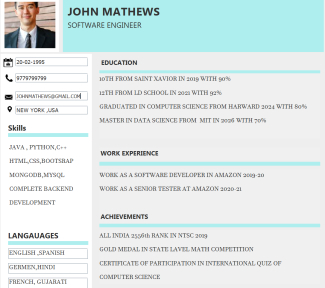 JOHN MATHEWS
SOFTWARE ENGINEER
20-02-1995
9779799799
JOHNMATHEWS@GMAIL.COM
NEW YORK ,USA
Skills
JAVA , PYTHON,C++
HTML,CSS,BOOTSRAP
MONGODB,MYSQL
COMPLETE BACKEND
DEVELOPMENT
LANGAUAGES
ENGLISH ,SPANISH
GERMEN,HINDI
FRENCH, GUJARATI
EDUCATION
10TH FROM SAINT XAVIOR IN 2019 WITH 90%
12TH FROM LD SCHOOL IN 2021 WITH 92%
GRADUATED IN COMPUTER SCIENCE FROM HARWARD 2024 WITH 80%
MASTER IN DATA SCIENCE FROM MIT IN 2026 WITH 70%
WORK EXPERIENCE
WORK AS A SOFTWARE DEVELOPER IN AMAZON 2019-20
WORK AS A SENIOR TESTER AT AMAZON 2020-21
ACHIEVEMENTS
ALL INDIA 2556th RANK IN NTSC 2019
GOLD MEDAL IN STATE LAVEL MATH COMPETITION
CERTIFICATE OF PARTICIPATION IN INTERNATIONAL QUIZ OF
COMPUTER SCIENCE